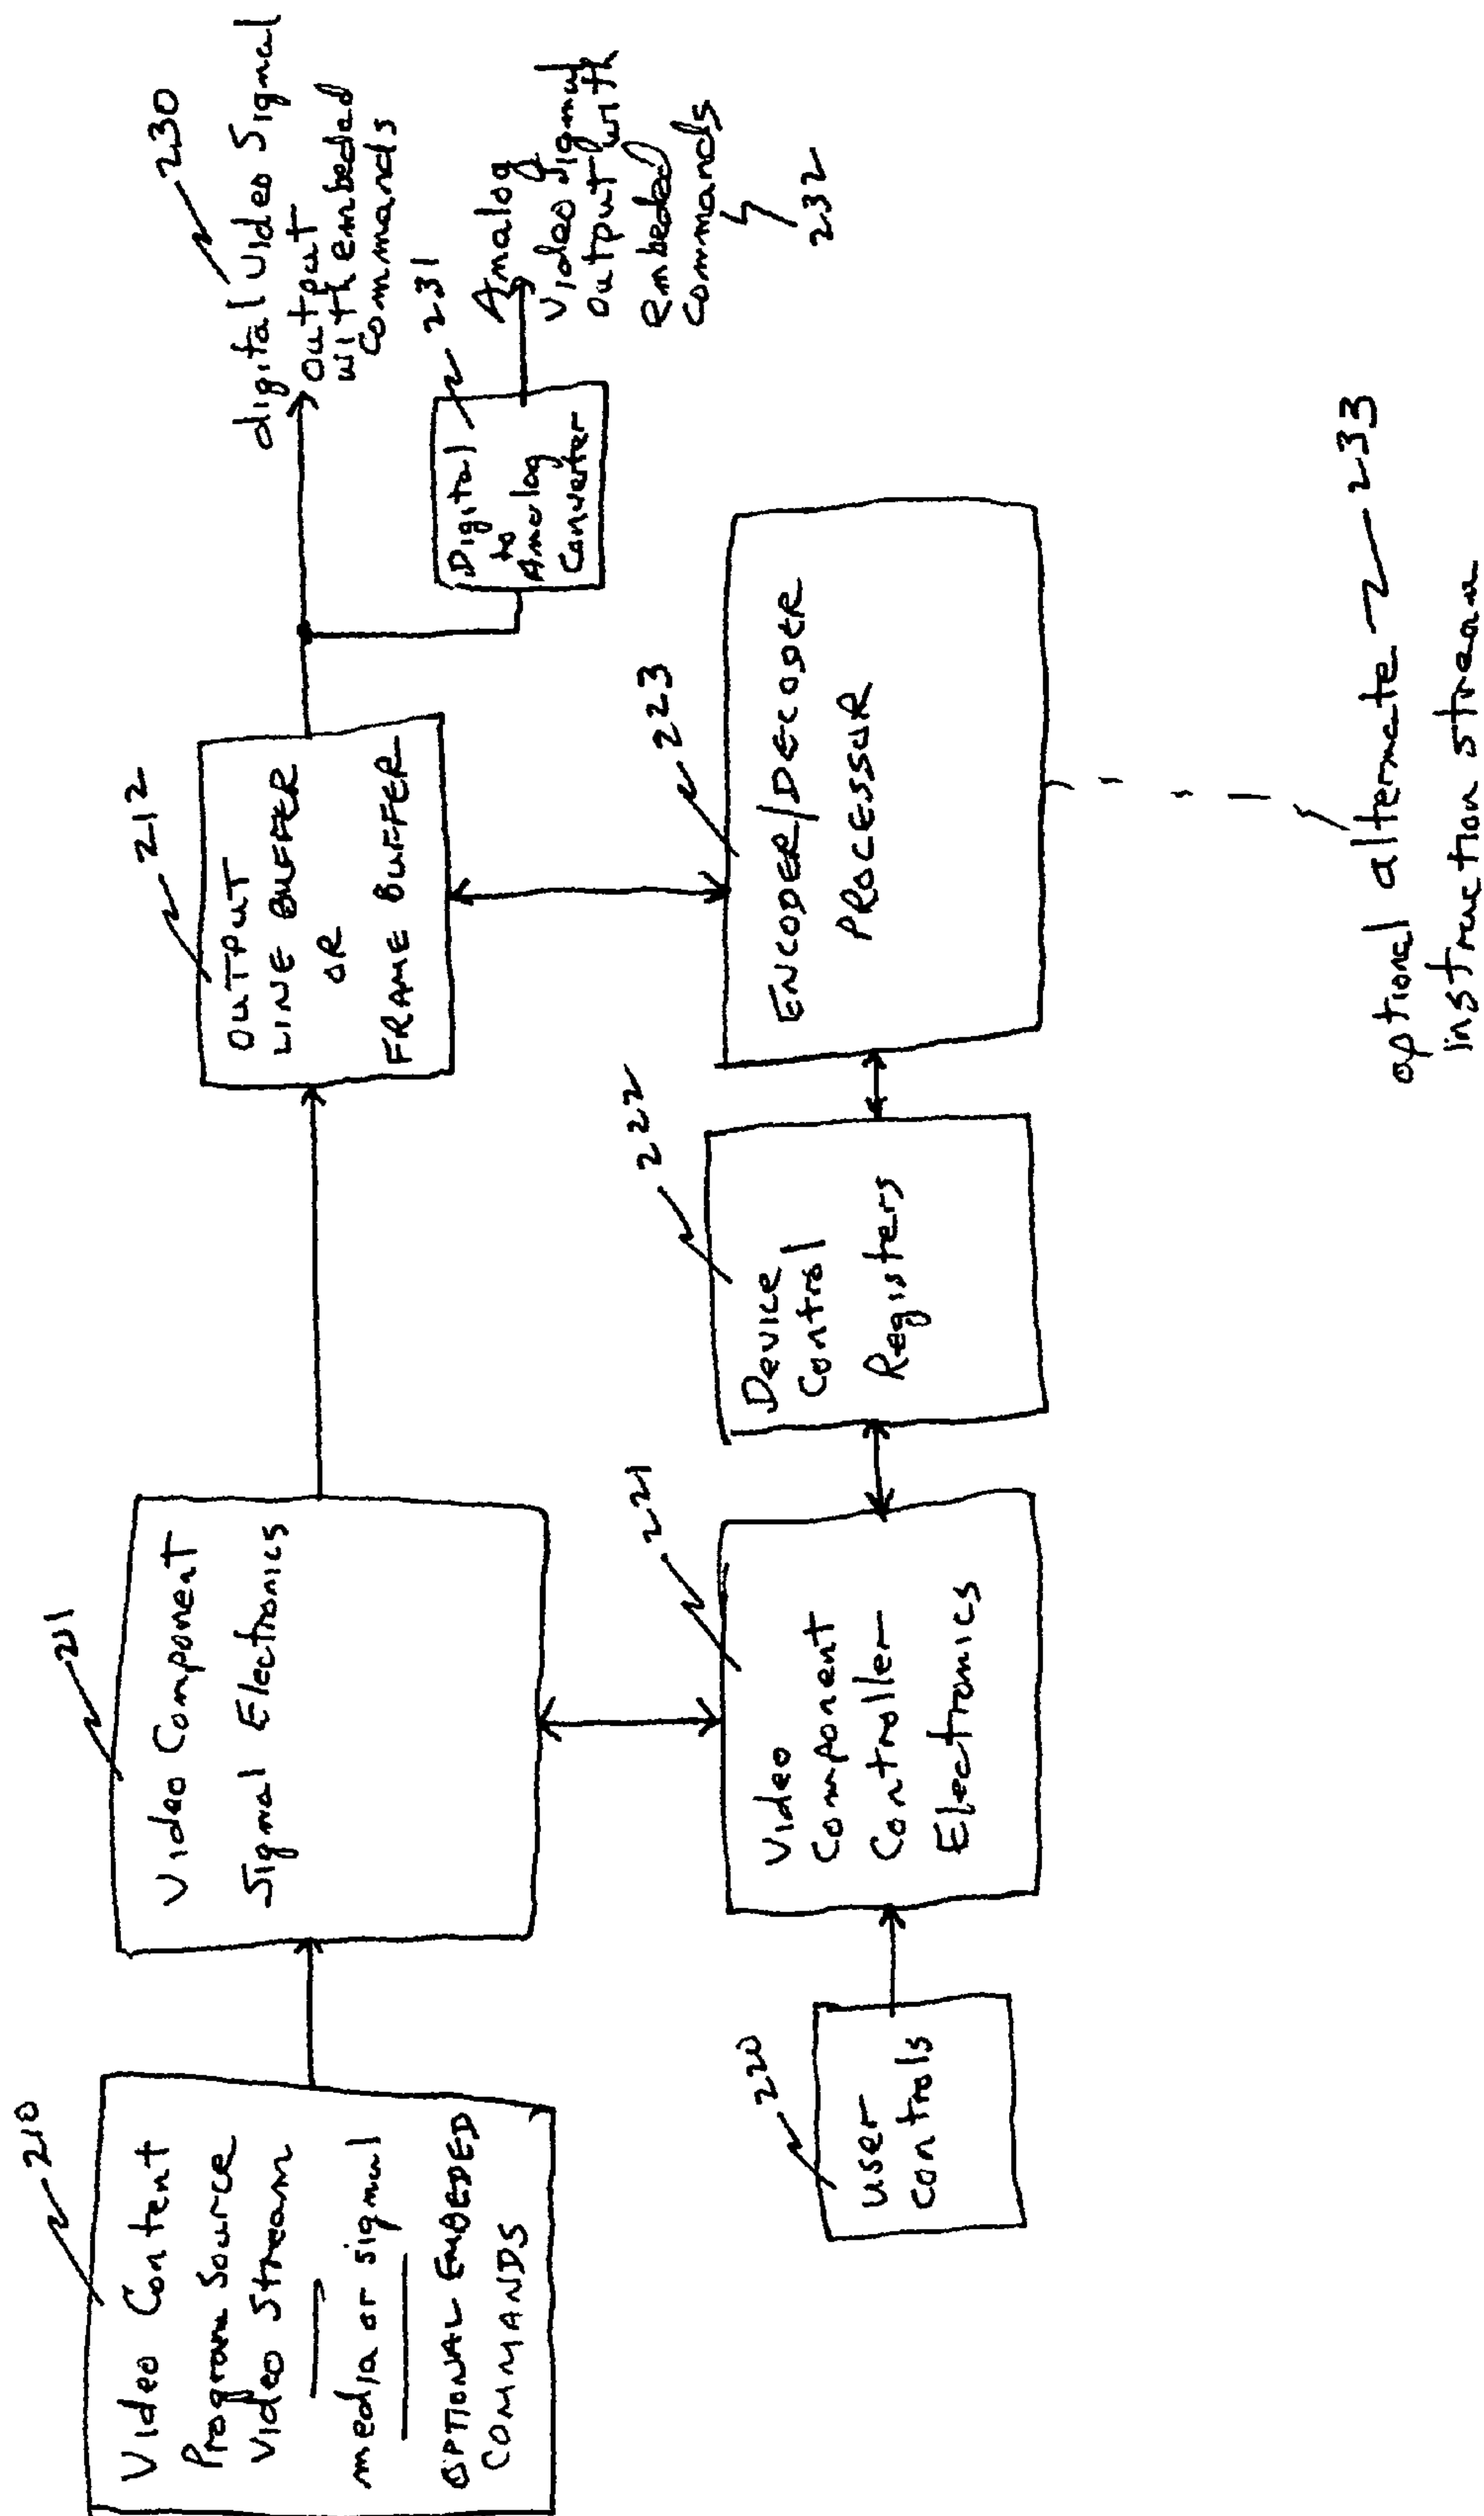 210
Video Content
Program Source
Video Stream
media or signal
OPTIONAL EMBEDED
COMMANDS
211
Video Component
Signal Electronics
212
OUTPUT
LINE BUFFER
OR
FRAME BUFFER
230
digital video signal
output
with embeded
commands
231
Digital
to
Analog
Converter
Analog
video signal
output with
embeded
commands
232
220
user
controls
221
Video
Component
Controller
Electronics
222
Device
Control
Registers
223
ENCODER/DECODER
PROCESSOR
optional alternate
instruction stream
233